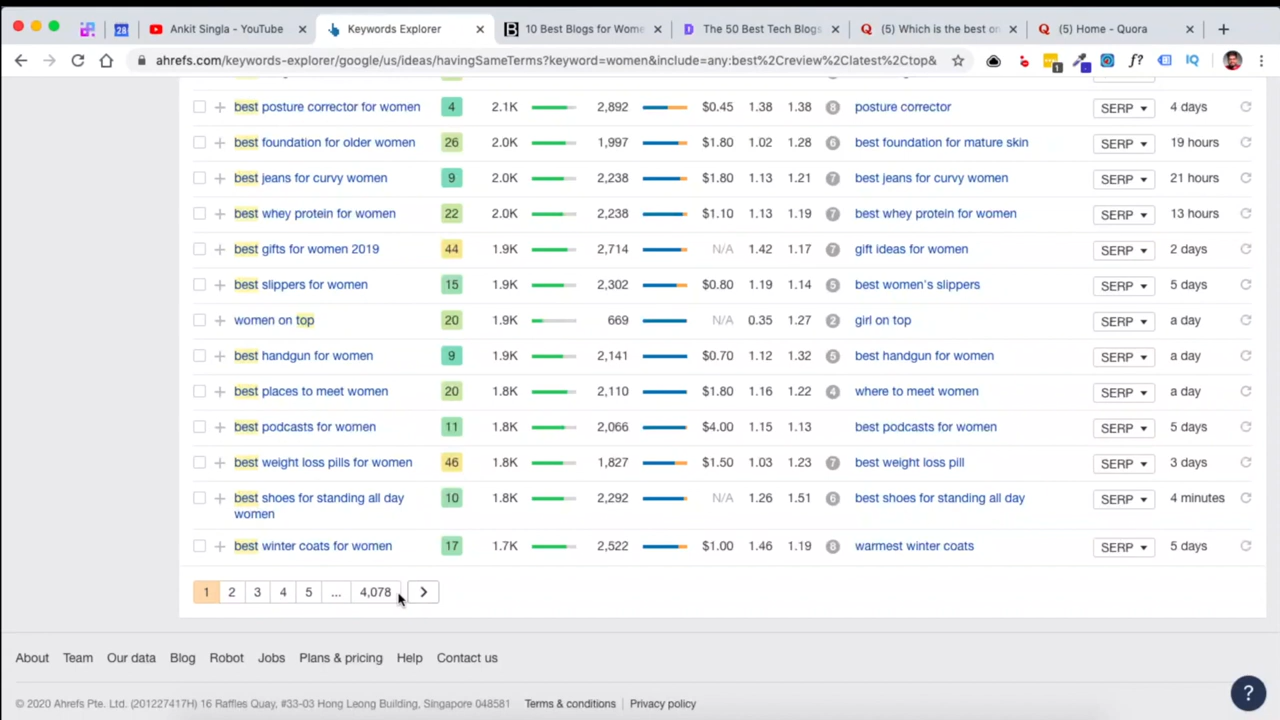 28 Ankit Singla - YouTube Keywords Explorer B 10 Best Blogs for Wome D The 50 Best Tech Blogs (5) Which is the best on (5) Home - Quora
ahrefs.com/keywords-explorer/google/us/ideas/havingSameTerms?keyword=women&include=any:best%2Creview%2Clatest%2Ctop& 1 f? IQ
best posture corrector for women 4 2.1K 2,892 $0.45 1.38 1.38 8 posture corrector SERP 4 days
best foundation for older women 26 2.0K 1,997 $1.80 1.02 1.28 6 best foundation for mature skin SERP 19 hours
best jeans for curvy women 9 2.0K 2,238 $1.80 1.13 1.21 7 best jeans for curvy women SERP 21 hours
best whey protein for women 22 2.0K 2,238 $1.10 1.13 1.19 7 best whey protein for women SERP 13 hours
best gifts for women 2019 44 1.9K 2,714 N/A 1.42 1.17 7 gift ideas for women SERP 2 days
best slippers for women 15 1.9K 2,302 $0.80 1.19 1.14 5 best women's slippers SERP 5 days
women on top 20 1.9K 669 N/A 0.35 1.27 2 girl on top SERP a day
best handgun for women 9 1.9K 2,141 $0.70 1.12 1.32 5 best handgun for women SERP a day
best places to meet women 20 1.8K 2,110 $1.80 1.16 1.22 4 where to meet women SERP a day
best podcasts for women 11 1.8K 2,066 $4.00 1.15 1.13 best podcasts for women SERP 5 days
best weight loss pills for women 46 1.8K 1,827 $1.50 1.03 1.23 7 best weight loss pill SERP 3 days
best shoes for standing all day 10 1.8K 2,292 N/A 1.26 1.51 6 best shoes for standing all day SERP 4 minutes
women
best winter coats for women 17 1.7K 2,522 $1.00 1.46 1.19 8 warmest winter coats SERP 5 days
1 2 3 4 5 ... 4,078 >
About Team Our data Blog Robot Jobs Plans & pricing Help Contact us
© 2020 Ahrefs Pte. Ltd. (201227417H) 16 Raffles Quay, #33-03 Hong Leong Building, Singapore 048581 Terms & conditions | Privacy policy ?